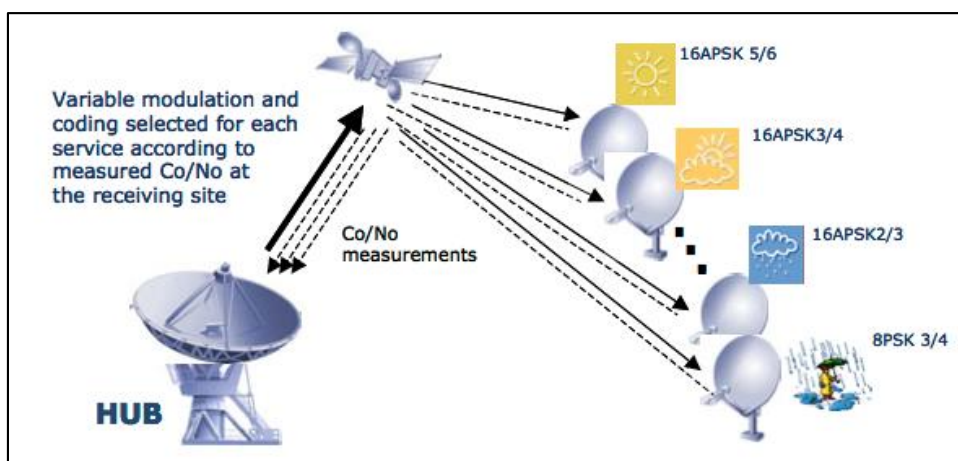 16APSK 5/6
Variable modulation and
coding selected for each
service according to
measured Co/No at
the receiving site
16APSK3/4
16APSK2/3
Co/No
measurements
8PSK 3/4
HUB